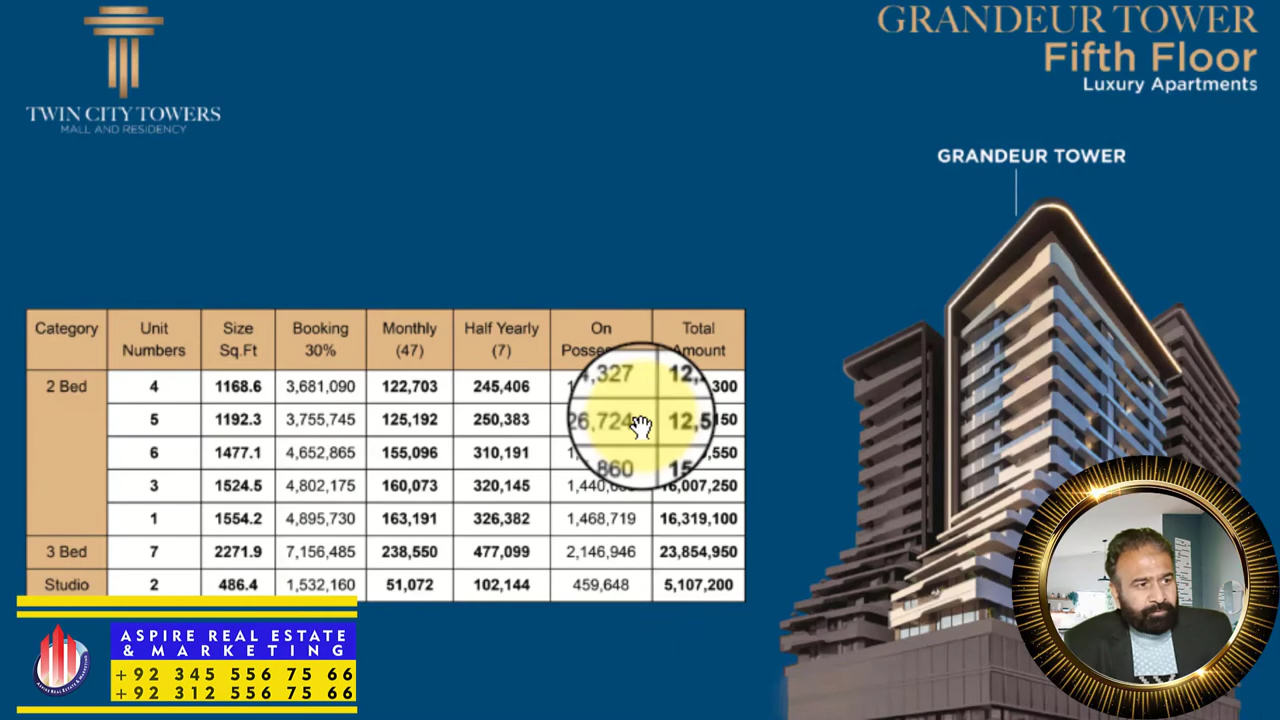 TWIN CITY TOWERS
MALL AND RESIDENCY
GRANDEUR TOWER
Fifth Floor
Luxury Apartments
GRANDEUR TOWER
Category Unit Numbers Size Sq.Ft Booking 30% Monthly (47) Half Yearly (7) On Total Amount
2 Bed 4 1168.6 3,681,090 122,703 245,406
5 1192.3 3,755,745 125,192 250,383
6 1477.1 4,652,865 155,096 310,191
3 1524.5 4,802,175 160,073 320,145
1 1554.2 4,895,730 163,191 326,382 1,468,719 16,319,100
3 Bed 7 2271.9 7,156,485 238,550 477,099 2,146,946 23,854,950
Studio 2 486.4 1,532,160 51,072 102,144 459,648 5,107,200
ASPIRE REAL ESTATE
& MARKETING
+92 345 556 75 66
+92 312 556 75 66